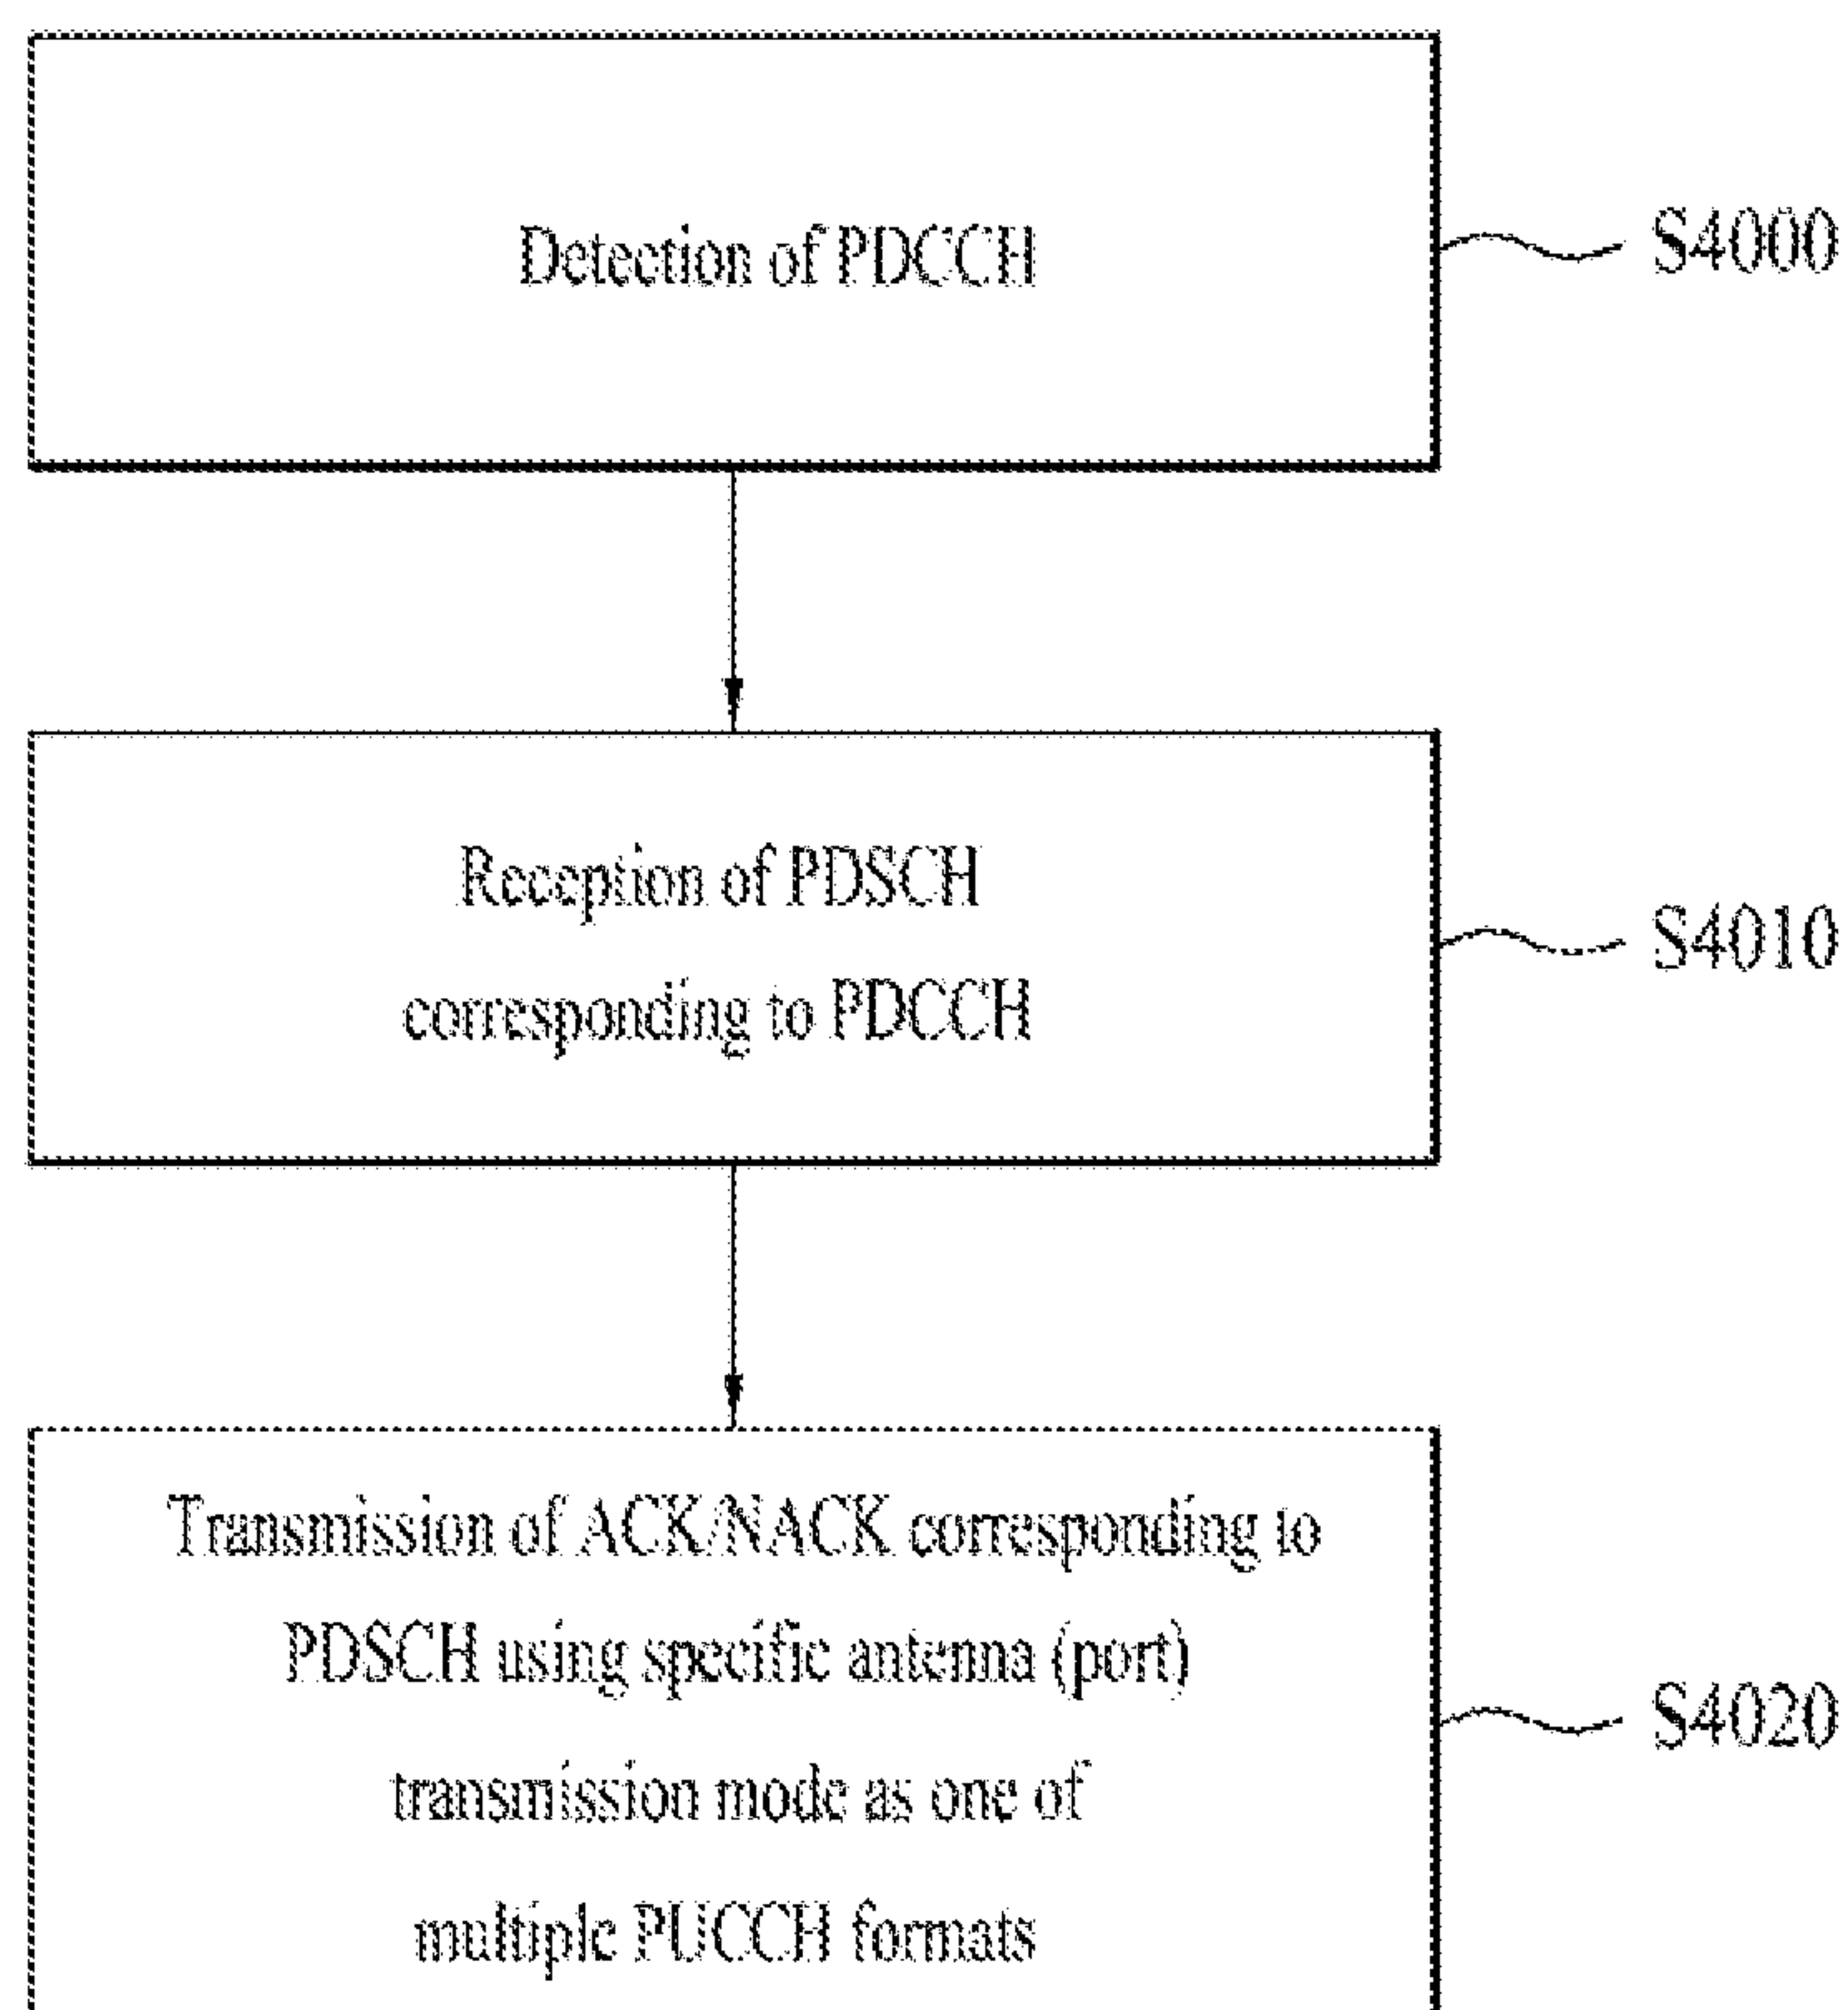 Detection of PDCCH
S4000
Reception of PDSCH
corresponding to PDCCH
S4010
Transmission of ACK/NACK corresponding to
PDSCH using specific antenna (port)
transmission mode as one of
multiple PUCCH formats
S4020